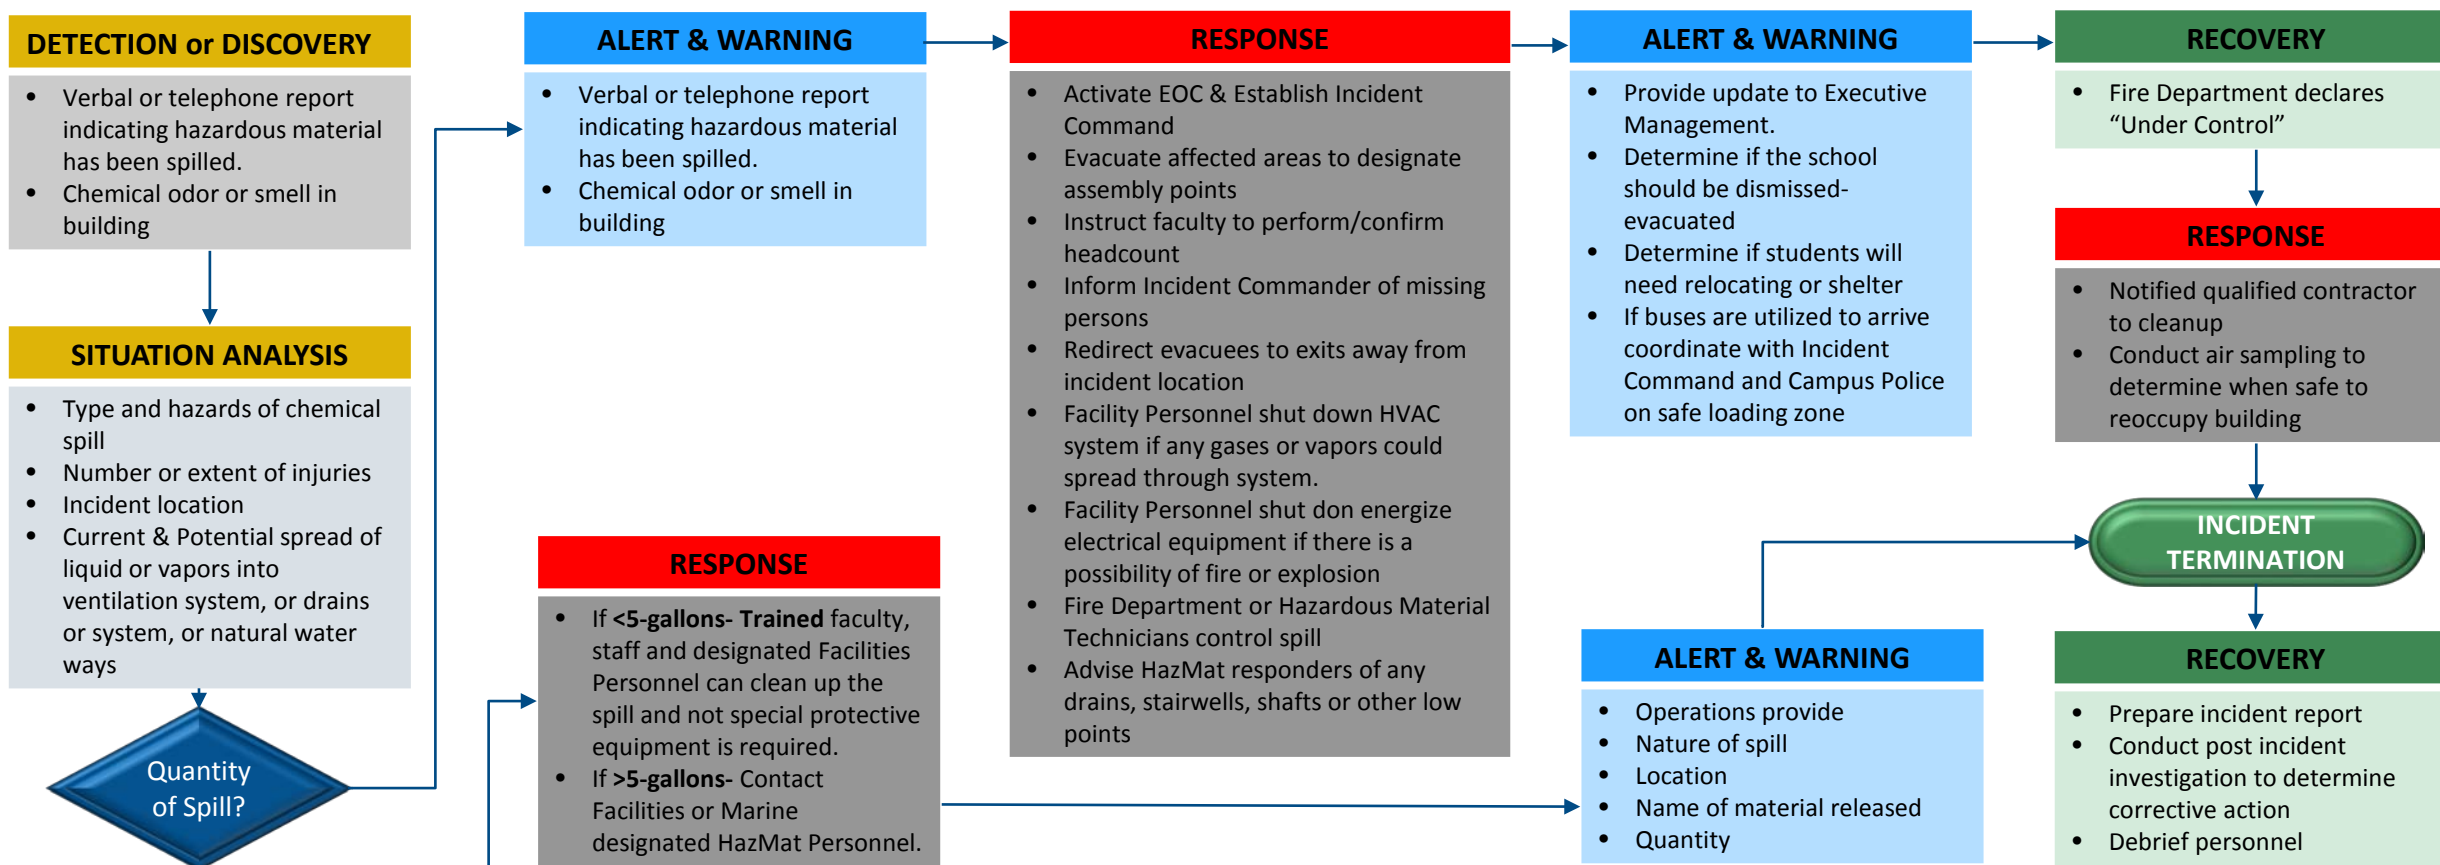 DETECTION or DISCOVERY
• Verbal or telephone report
indicating hazardous material
has been spilled.
• Chemical odor or smell in
building
SITUATION ANALYSIS
• Type and hazards of chemical
spill
• Number or extent of injuries
• Incident location
• Current & Potential spread of
liquid or vapors into
ventilation system, or drains
or system, or natural water
ways
Quantity
of Spill?
ALERT & WARNING
• Verbal or telephone report
indicating hazardous material
has been spilled.
• Chemical odor or smell in
building
RESPONSE
• If <5-gallons- Trained faculty,
staff and designated Facilities
Personnel can clean up the
spill and not special protective
equipment is required.
• If >5-gallons- Contact
Facilities or Marine
designated HazMat Personnel.
RESPONSE
• Activate EOC & Establish Incident
Command
• Evacuate affected areas to designate
assembly points
• Instruct faculty to perform/confirm
headcount
• Inform Incident Commander of missing
persons
• Redirect evacuees to exits away from
incident location
• Facility Personnel shut down HVAC
system if any gases or vapors could
spread through system.
• Facility Personnel shut don energize
electrical equipment if there is a
possibility of fire or explosion
• Fire Department or Hazardous Material
Technicians control spill
• Advise HazMat responders of any
drains, stairwells, shafts or other low
points
ALERT & WARNING
• Provide update to Executive
Management.
• Determine if the school
should be dismissed-
evacuated
• Determine if students will
need relocating or shelter
• If buses are utilized to arrive
coordinate with Incident
Command and Campus Police
on safe loading zone
ALERT & WARNING
• Operations provide
• Nature of spill
• Location
• Name of material released
• Quantity
RECOVERY
• Fire Department declares
“Under Control”
RESPONSE
• Notified qualified contractor
to cleanup
• Conduct air sampling to
determine when safe to
reoccupy building
INCIDENT
TERMINATION
RECOVERY
• Prepare incident report
• Conduct post incident
investigation to determine
corrective action
• Debrief personnel